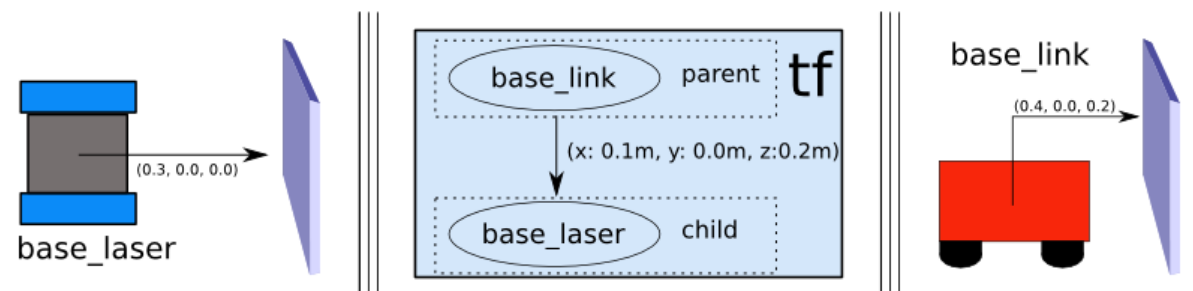 (0.3, 0.0, 0.0)
base_laser
base_link
parent
tf
(x: 0.1m, y: 0.0m, z:0.2m)
base_laser
child
base_link
(0.4, 0.0, 0.2)